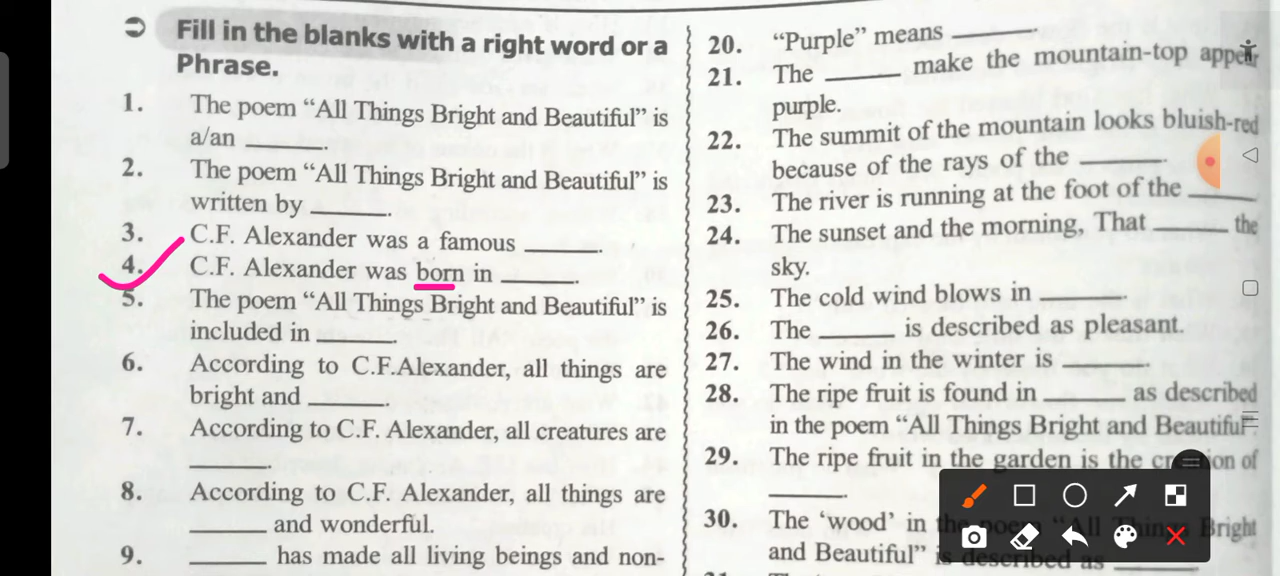 Fill in the blanks with a right word or a
Phrase.
1. The poem “All Things Bright and Beautiful” is
a/an
2. The poem “All Things Bright and Beautiful” is
written by ______.
3. C.F. Alexander was a famous ______.
4. C.F. Alexander was born in ______.
5. The poem “All Things Bright and Beautiful” is
included in ______
6. According to C.F.Alexander, all things are
bright and ______.
7. According to C.F. Alexander, all creatures are
______
8. According to C.F. Alexander, all things are
______ and wonderful.
9. ______ has made all living beings and non-
20. “Purple” means ______
21. The ______ make the mountain-top appear
purple.
22. The summit of the mountain looks bluish-red
because of the rays of the ______.
23. The river is running at the foot of the ______
24. The sunset and the morning, That ______ the
sky.
25. The cold wind blows in ______
26. The ______ is described as pleasant.
27. The wind in the winter is ______.
28. The ripe fruit is found in ______ as described
in the poem “All Things Bright and Beautiful”
29. The ripe fruit in the garden is the creation of
______.
30. The ‘wood’ in the poem “All Things Bright
and Beautiful” is described as ______